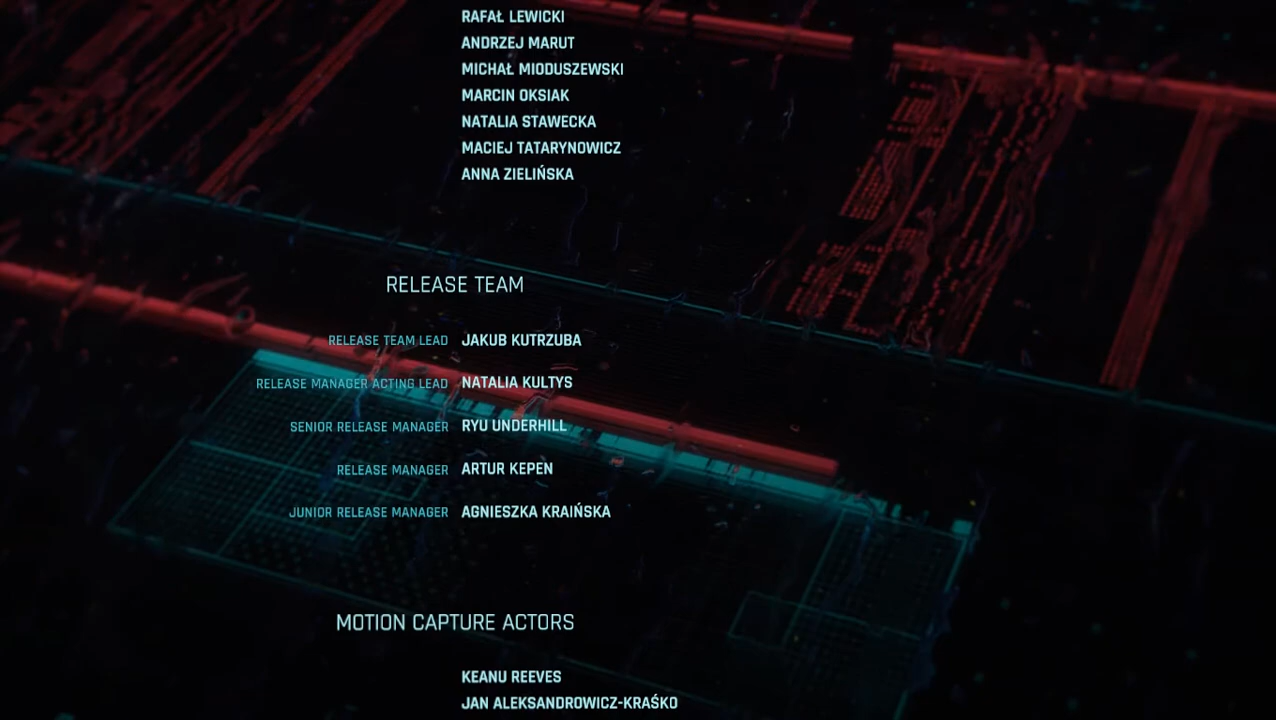 RAFAŁ LEWICKI
ANDRZEJ MARUT
MICHAŁ MIODUSZEWSKI
MARCIN OKSIAK
NATALIA STAWECKA
MACIEJ TATARYNOWICZ
ANNA ZIELIŃSKA
RELEASE TEAM
RELEASE TEAM LEAD JAKUB KUTRZUBA
RELEASE MANAGER ACTING LEAD NATALIA KULTYS
SENIOR RELEASE MANAGER RYU UNDERHILL
RELEASE MANAGER ARTUR KEPEN
JUNIOR RELEASE MANAGER AGNIESZKA KRAIŃSKA
MOTION CAPTURE ACTORS
KEANU REEVES
JAN ALEKSANDROWICZ-KRAŚKO